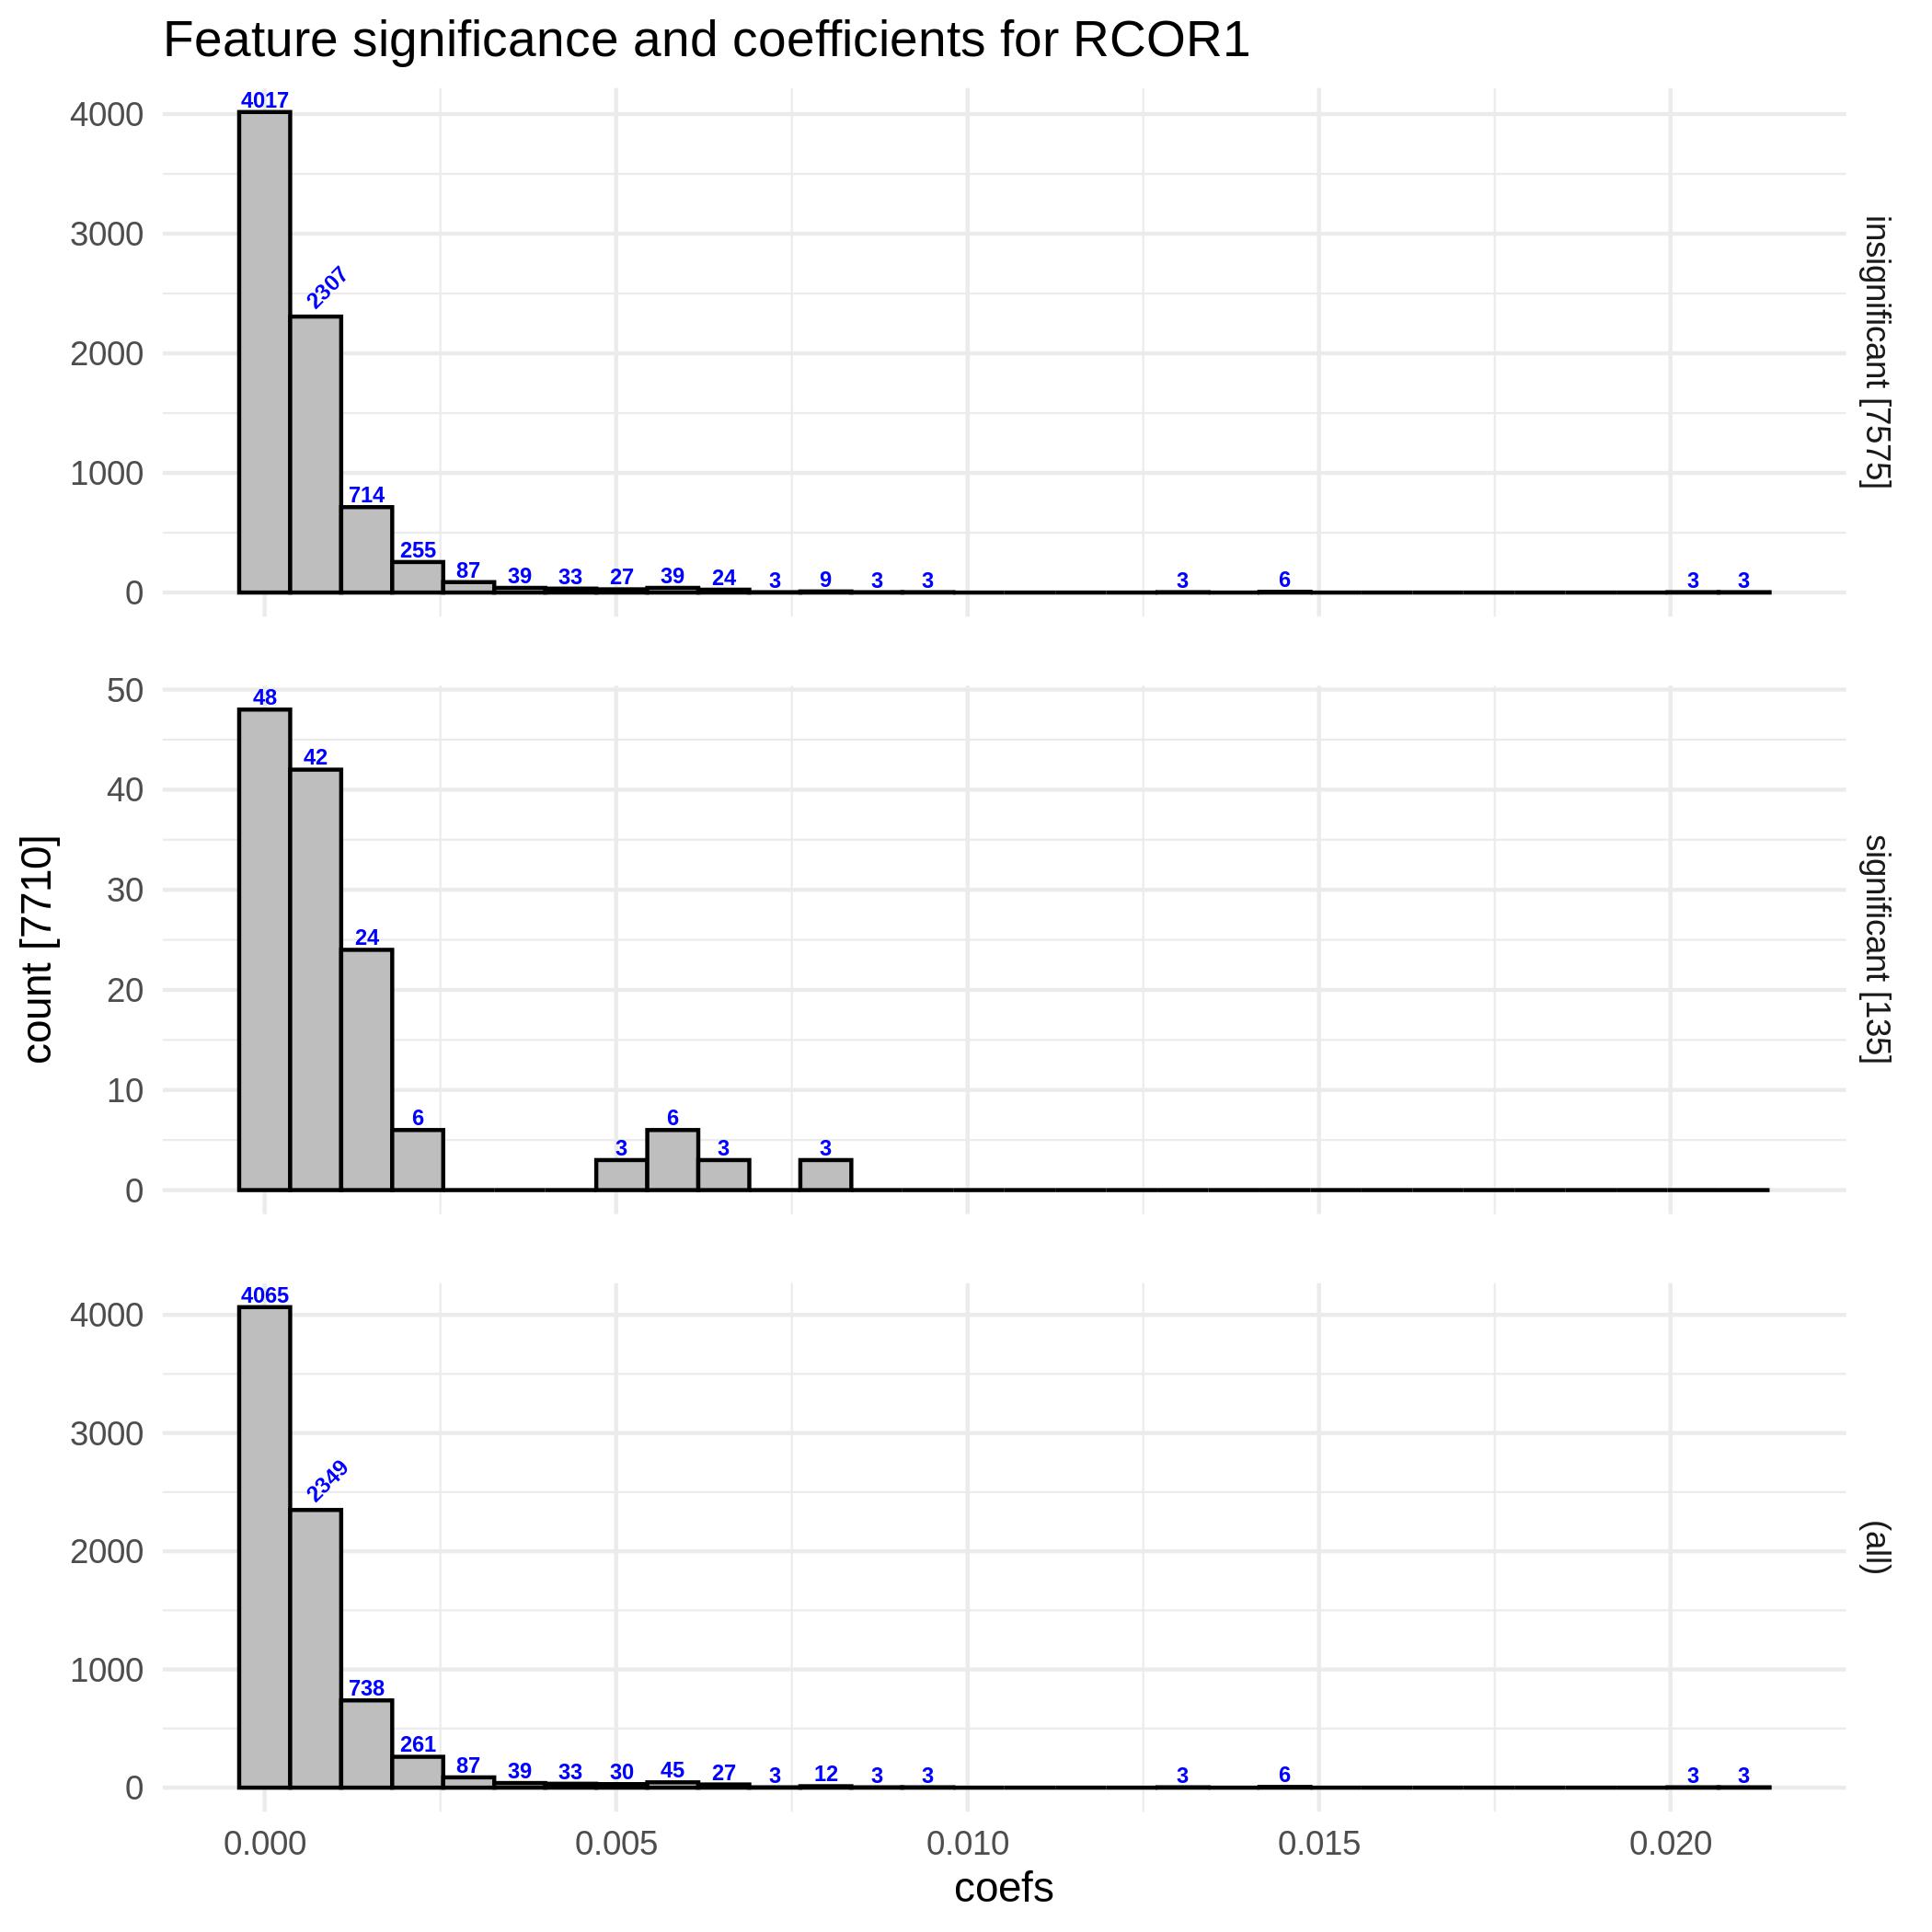 Feature significance and coefficients for RCOR1
4017
4000
3000
2307
2000
1000
714
255
87 39 33 27 39 24 3 9 3 3 3 6 3 3
0
insignificant [7575]
50
48
42
40
30
24
20
10
6 3 6 3 3
0
significant [135]
count [7710]
4065
4000
3000
2349
2000
1000
738
261
87 39 33 30 45 27 3 12 3 3 3 6 3 3
0
(all)
0.000 0.005 0.010 0.015 0.020
coefs